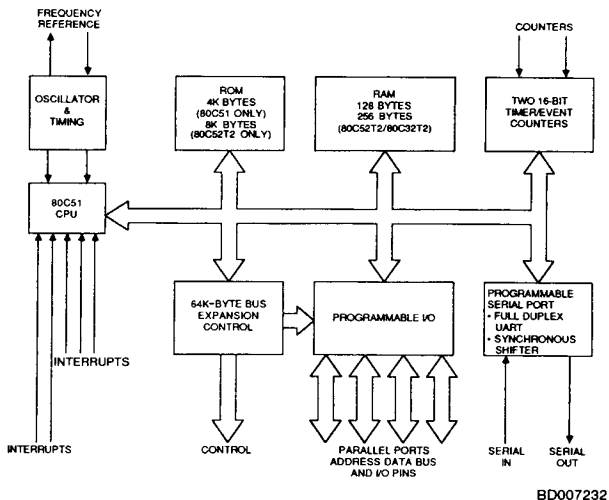 FREQUENCY
REFERENCE
COUNTERS
OSCILLATOR
&
TIMING
ROM
4K BYTES
(80C51 ONLY)
8K BYTES
(80C52T2 ONLY)
RAM
128 BYTES
256 BYTES
(80C52T2/80C32T2)
TWO 16-BIT
TIMER/EVENT
COUNTERS
80C51
CPU
64K-BYTE BUS
EXPANSION
CONTROL
PROGRAMMABLE I/O
PROGRAMMABLE
SERIAL PORT
• FULL DUPLEX
UART
• SYNCHRONOUS
SHIFTER
INTERRUPTS
INTERRUPTS
CONTROL
PARALLEL PORTS
ADDRESS DATA BUS
AND I/O PINS
SERIAL
IN
SERIAL
OUT
BD007232